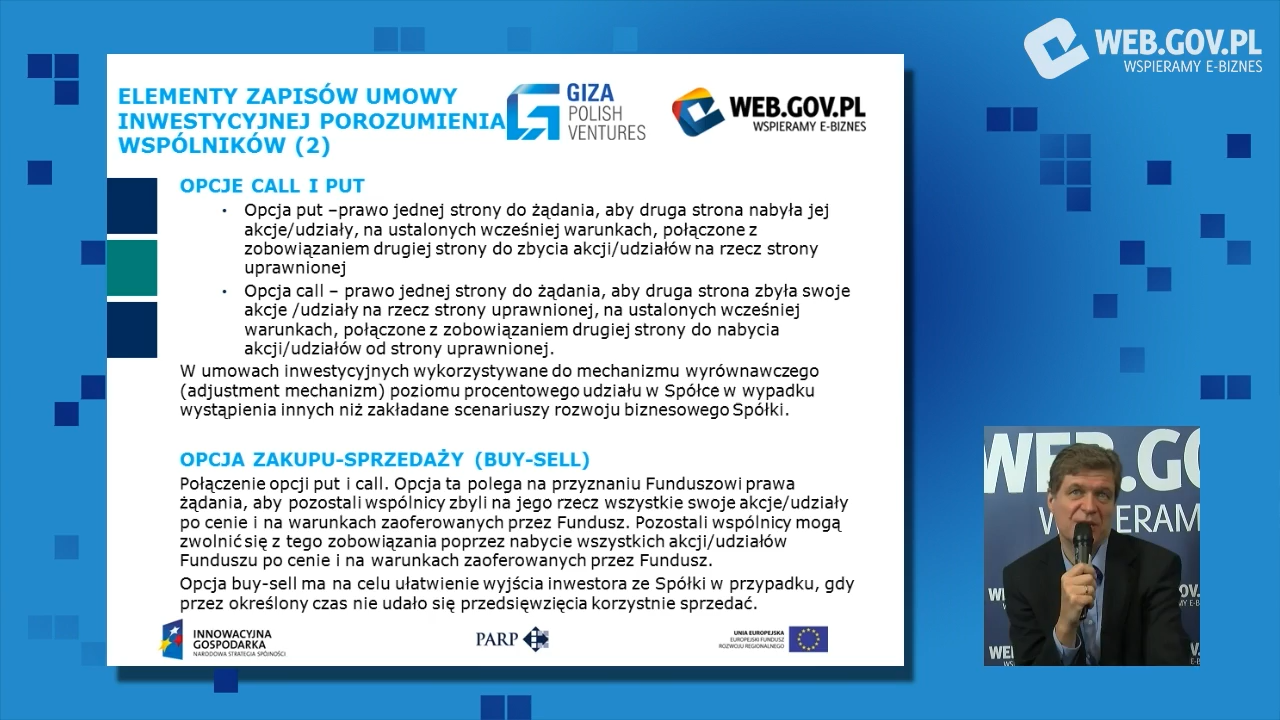 WEB.GOV.PL
WSPIERAMY E-BIZNES
ELEMENTY ZAPISÓW UMOWY
INWESTYCYJNEJ POROZUMIENIA
WSPÓLNIKÓW (2)
GIZA
POLISH
VENTURES
WEB.GOV.PL
WSPIERAMY E-BIZNES
OPCJE CALL I PUT
• Opcja put –prawo jednej strony do żądania, aby druga strona nabyła jej
akcje/udziały, na ustalonych wcześniej warunkach, połączone z
zobowiązaniem drugiej strony do zbycia akcji/udziałów na rzecz strony
uprawnionej
• Opcja call – prawo jednej strony do żądania, aby druga strona zbyła swoje
akcje /udziały na rzecz strony uprawnionej, na ustalonych wcześniej
warunkach, połączone z zobowiązaniem drugiej strony do nabycia
akcji/udziałów od strony uprawnionej.
W umowach inwestycyjnych wykorzystywane do mechanizmu wyrównawczego
(adjustment mechanizm) poziomu procentowego udziału w Spółce w wypadku
wystąpienia innych niż zakładane scenariuszy rozwoju biznesowego Spółki.
OPCJA ZAKUPU-SPRZEDAŻY (BUY-SELL)
Połączenie opcji put i call. Opcja ta polega na przyznaniu Funduszowi prawa
żądania, aby pozostali wspólnicy zbyli na jego rzecz wszystkie swoje akcje/udziały
po cenie i na warunkach zaoferowanych przez Fundusz. Pozostali wspólnicy mogą
zwolnić się z tego zobowiązania poprzez nabycie wszystkich akcji/udziałów
Funduszu po cenie i na warunkach zaoferowanych przez Fundusz.
Opcja buy-sell ma na celu ułatwienie wyjścia inwestora ze Spółki w przypadku, gdy
przez określony czas nie udało się przedsięwzięcia korzystnie sprzedać.
INNOWACYJNA
GOSPODARKA
NARODOWA STRATEGIA SPÓJNOŚCI
PARP
UNIA EUROPEJSKA
EUROPEJSKI FUNDUSZ
ROZWOJU REGIONALNEGO
WEB.GO